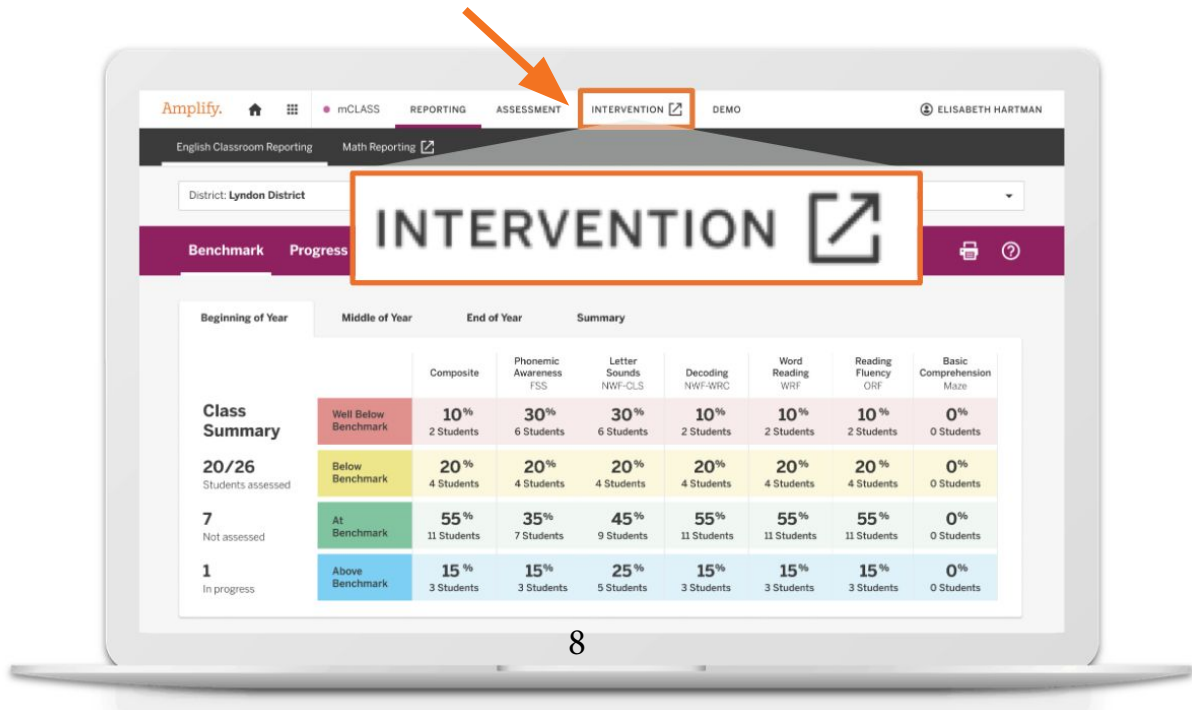 Amplify. mCLASS REPORTING ASSESSMENT INTERVENTION DEMO ELISABETH HARTMAN
English Classroom Reporting Math Reporting
District: Lyndon District
INTERVENTION
Benchmark Progress
Beginning of Year Middle of Year End of Year Summary
Composite Phonemic Awareness FSS Letter Sounds NWF-CLS Decoding NWF-WRC Word Reading WRF Reading Fluency ORF Basic Comprehension Maze
Class Summary Well Below Benchmark 10% 30% 30% 10% 10% 10% 0%
2 Students 6 Students 6 Students 2 Students 2 Students 2 Students 0 Students
20/26 Below Benchmark 20% 20% 20% 20% 20% 20% 0%
Students assessed 4 Students 4 Students 4 Students 4 Students 4 Students 4 Students 0 Students
7 At Benchmark 55% 35% 45% 55% 55% 55% 0%
Not assessed 11 Students 7 Students 9 Students 11 Students 11 Students 11 Students 0 Students
1 Above Benchmark 15% 15% 25% 15% 15% 15% 0%
In progress 3 Students 3 Students 5 Students 3 Students 3 Students 3 Students 0 Students
8